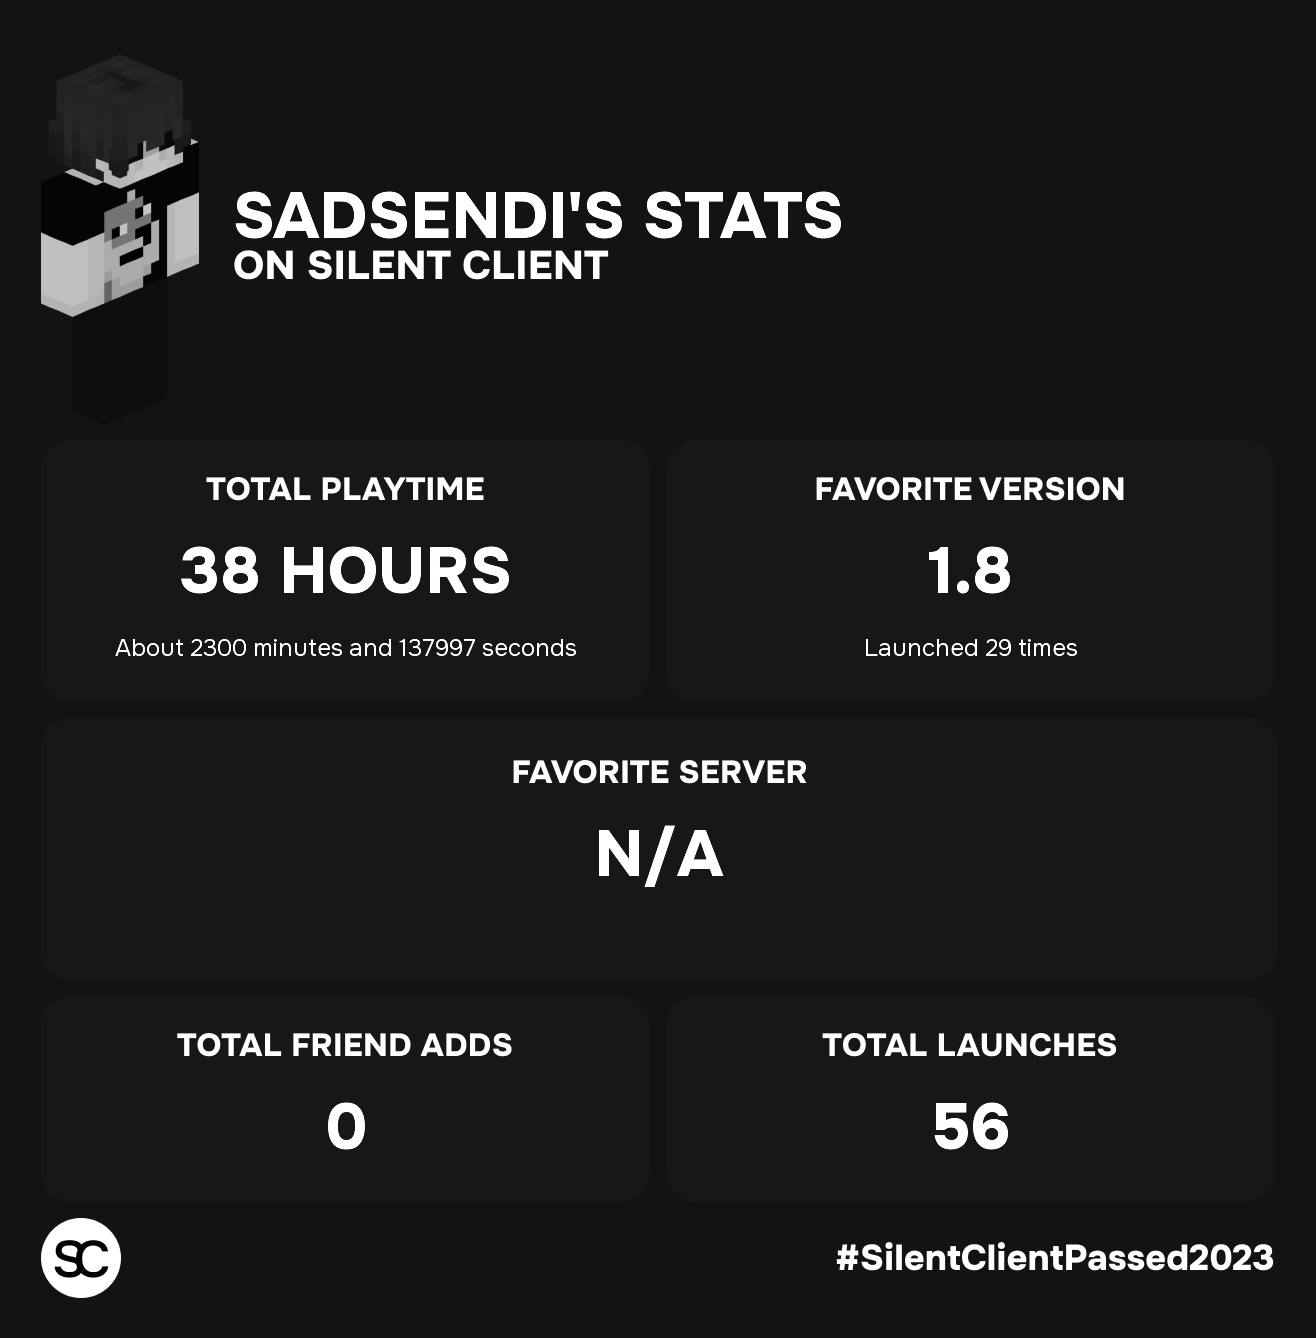 SADSENDI'S STATS
ON SILENT CLIENT
TOTAL PLAYTIME
38 HOURS
About 2300 minutes and 137997 seconds
FAVORITE VERSION
1.8
Launched 29 times
FAVORITE SERVER
N/A
TOTAL FRIEND ADDS
0
TOTAL LAUNCHES
56
SC
#SilentClientPassed2023